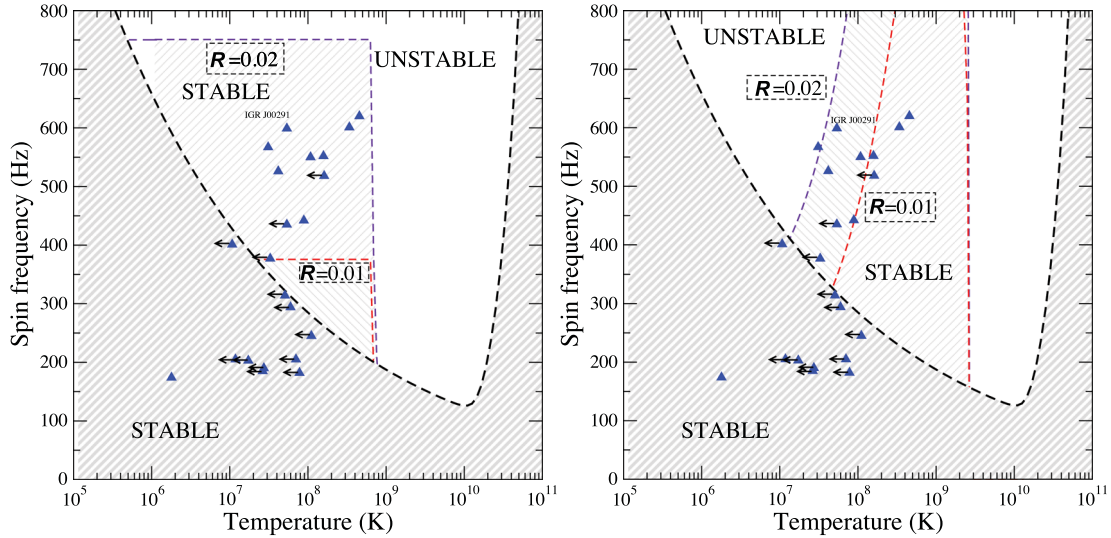 800
700
600
500
400
300
200
100
0
Spin frequency (Hz)
R=0.02
UNSTABLE
STABLE
IGR J00291
R=0.01
STABLE
10^5 10^6 10^7 10^8 10^9 10^10 10^11
Temperature (K)
800
700
600
500
400
300
200
100
0
Spin frequency (Hz)
UNSTABLE
R=0.02
IGR J00291
R=0.01
STABLE
STABLE
10^5 10^6 10^7 10^8 10^9 10^10 10^11
Temperature (K)